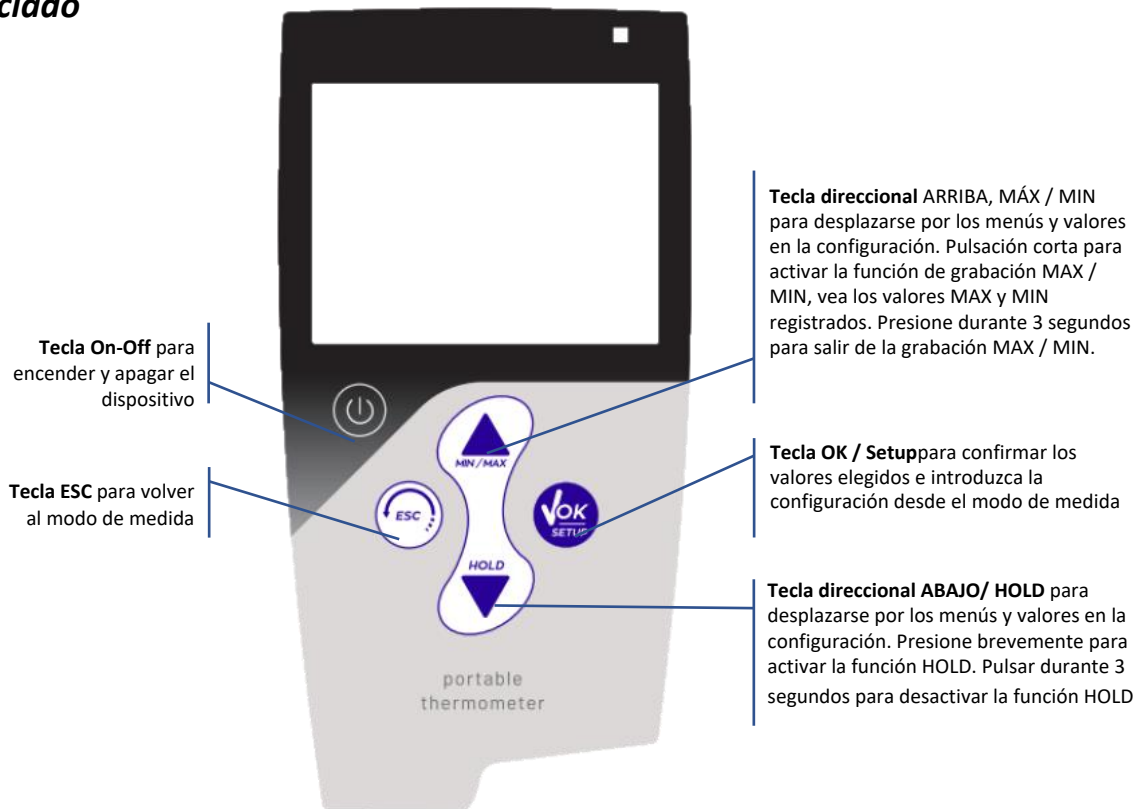 Tecla On-Off para
encender y apagar el
dispositivo
Tecla ESC para volver
al modo de medida
MIN/MAX
ESC
OK
SETUP
HOLD
portable
thermometer
Tecla direccional ARRIBA, MÁX / MIN
para desplazarse por los menús y valores
en la configuración. Pulsación corta para
activar la función de grabación MAX /
MIN, vea los valores MAX y MIN
registrados. Presione durante 3 segundos
para salir de la grabación MAX / MIN.
Tecla OK / Setuppara confirmar los
valores elegidos e introduzca la
configuración desde el modo de medida
Tecla direccional ABAJO/ HOLD para
desplazarse por los menús y valores en la
configuración. Presione brevemente para
activar la función HOLD. Pulsar durante 3
segundos para desactivar la función HOLD